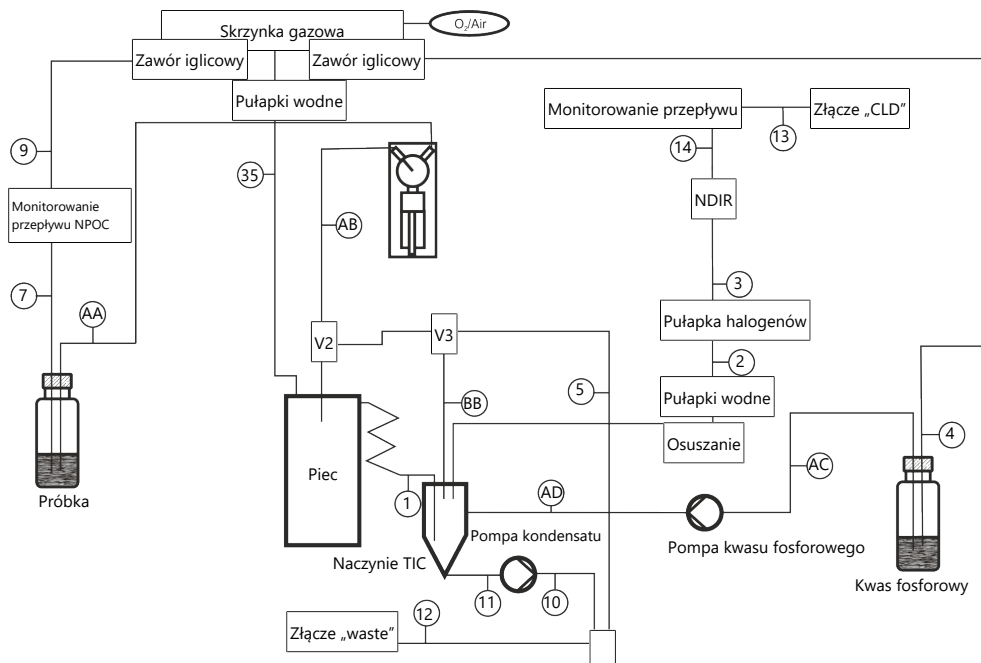 Skrzynka gazowa
O₂/Air
Zawór iglicowy
Zawór iglicowy
Pułapki wodne
Monitorowanie przepływu
Złącze „CLD”
13
9
14
35
NDIR
Monitorowanie
przepływu NPOC
AB
7
3
AA
Pułapka halogenów
V2
V3
2
5
Pułapki wodne
BB
Osuszanie
4
Piec
AC
Próbka
1
AD
Pompa kondensatu
Pompa kwasu fosforowego
Naczynie TIC
Kwas fosforowy
11
10
12
Złącze „waste”